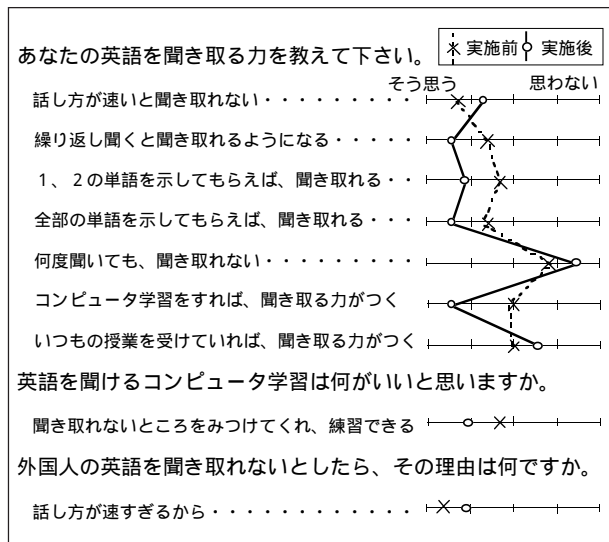 あなたの英語を聞き取る力を教えて下さい。
実施前 実施後
そう思う 思わない
話し方が速いと聞き取れない・・・・・・・・・・
繰り返し聞くと聞き取れるようになる・・・・・
１、２の単語を示してもらえば、聞き取れる・・
全部の単語を示してもらえば、聞き取れる・・・
何度聞いても、聞き取れない・・・・・・・・・
コンピュータ学習をすれば、聞き取る力がつく
いつもの授業を受けていれば、聞き取る力がつく
英語を聞けるコンピュータ学習は何がいいと思いますか。
聞き取れないところをみつけてくれ、練習できる
外国人の英語を聞き取れないとしたら、その理由は何ですか。
話し方が速すぎるから・・・・・・・・・・・・